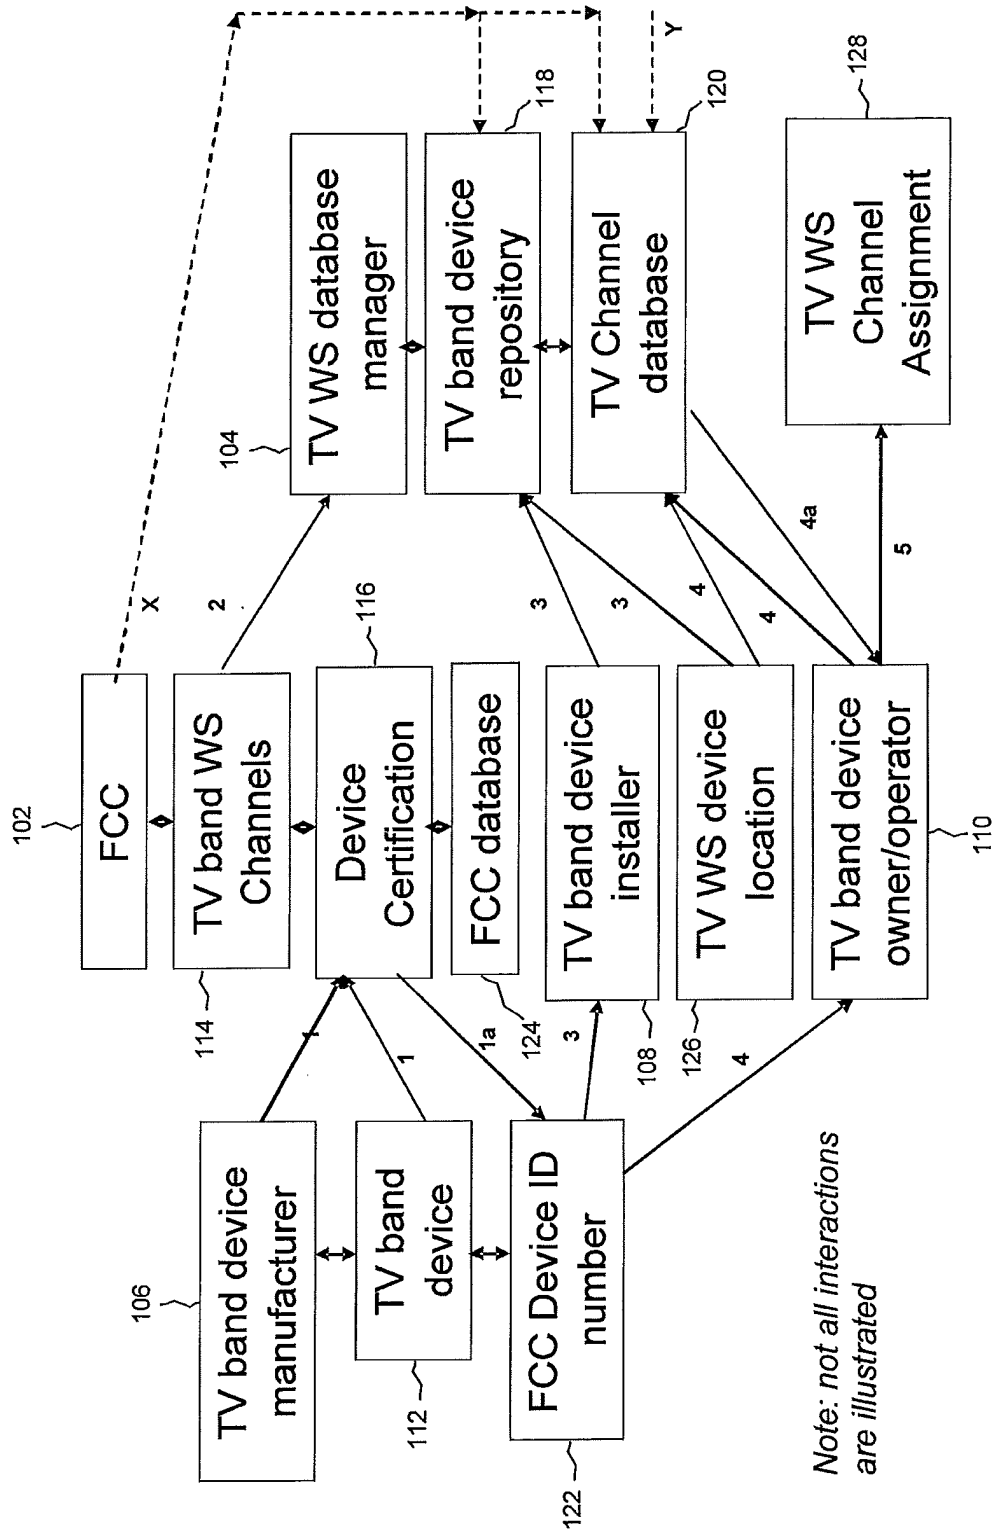 102
FCC
X
114
TV band WS
Channels
2
104
TV WS database
manager
106
TV band device
manufacturer
1
Device
Certification
116
TV band device
repository
118
112
TV band
device
1
1a
124
FCC database
3
TV Channel
database
120
Y
122
FCC Device ID
number
3
108
TV band device
installer
3
126
TV WS device
location
4
4
4a
4
TV band device
owner/operator
110
5
TV WS
Channel
Assignment
128
Note: not all interactions
are illustrated